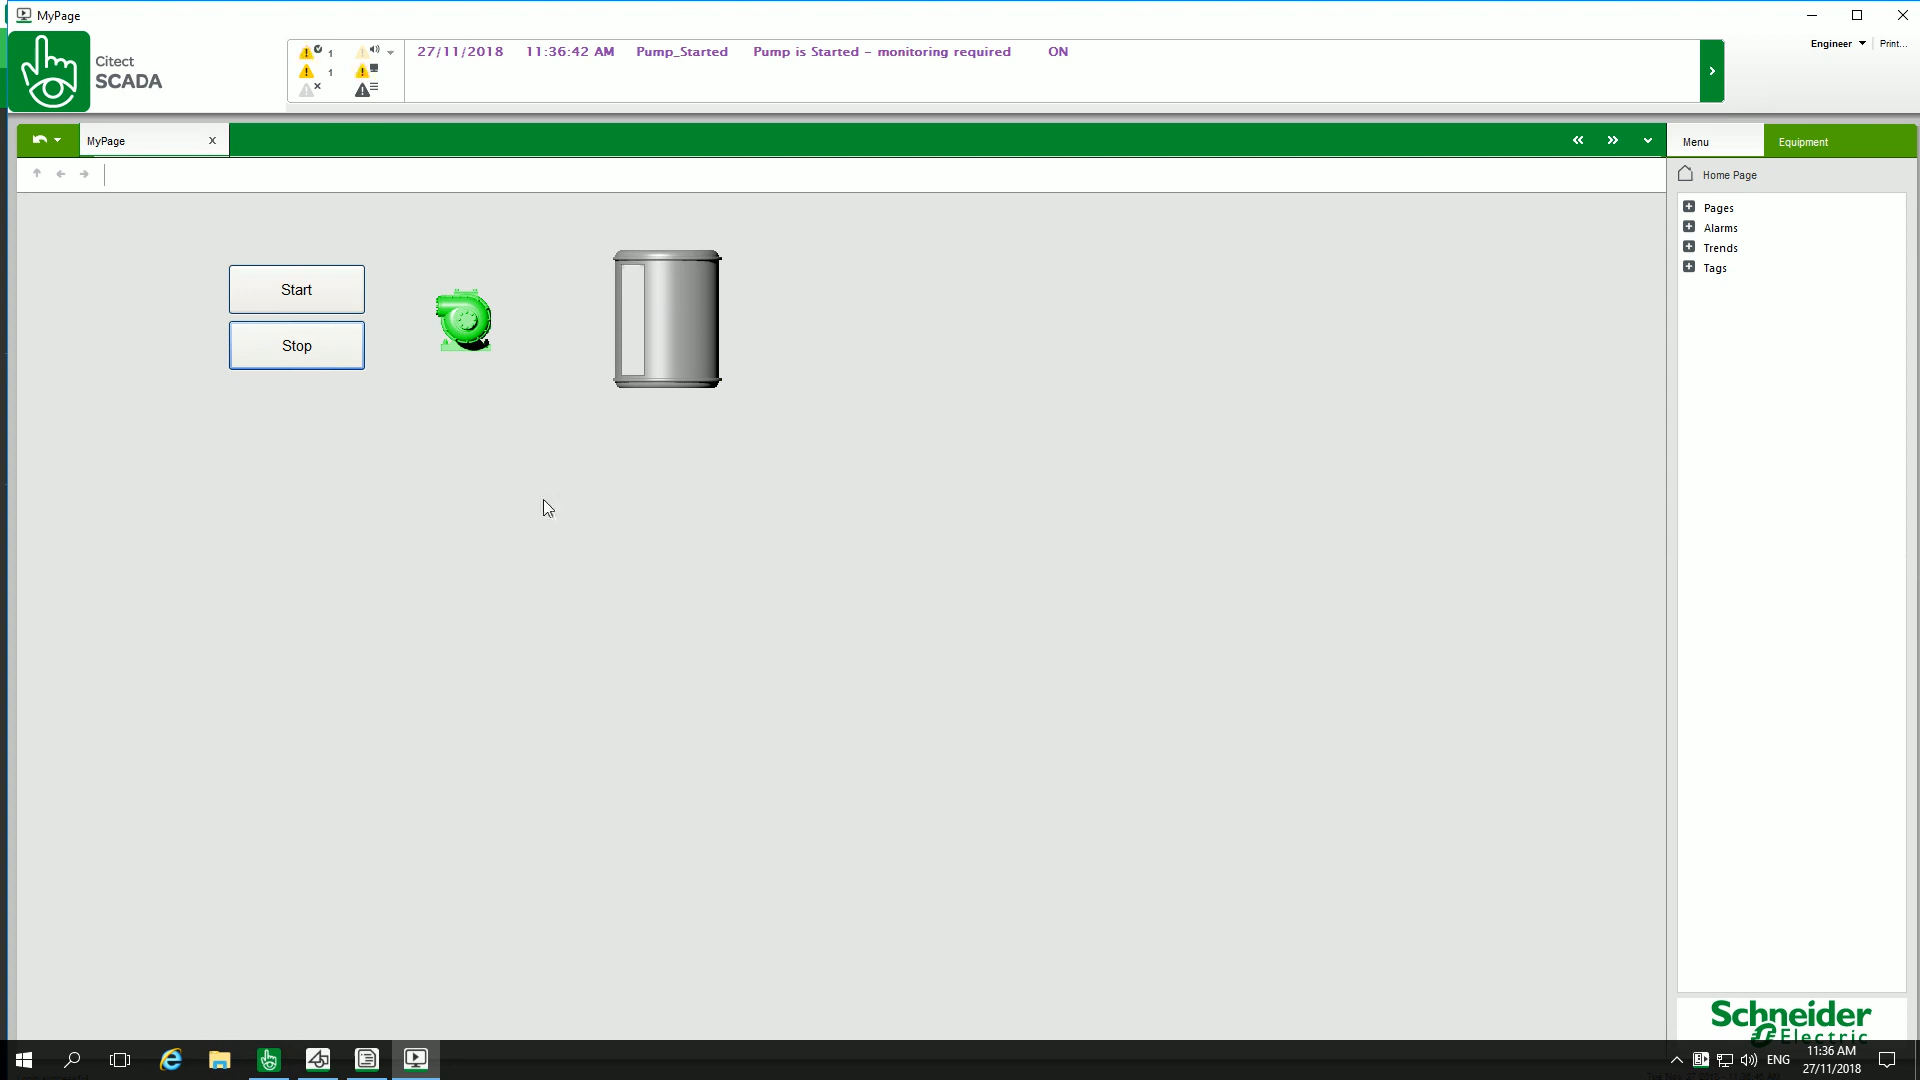 MyPage
Citect
SCADA
1
1
27/11/2018 11:36:42 AM Pump_Started Pump is Started - monitoring required ON
Engineer Print...
MyPage x
Menu Equipment
Home Page
Pages
Alarms
Trends
Tags
Start
Stop
Schneider
Electric
ENG
11:36 AM
27/11/2018